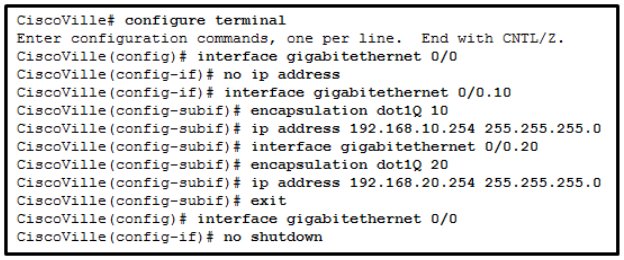 CiscoVille# configure terminal
Enter configuration commands, one per line.  End with CNTL/Z.
CiscoVille(config)# interface gigabitethernet 0/0
CiscoVille(config-if)# no ip address
CiscoVille(config-if)# interface gigabitethernet 0/0.10
CiscoVille(config-subif)# encapsulation dot1Q 10
CiscoVille(config-subif)# ip address 192.168.10.254 255.255.255.0
CiscoVille(config-subif)# interface gigabitethernet 0/0.20
CiscoVille(config-subif)# encapsulation dot1Q 20
CiscoVille(config-subif)# ip address 192.168.20.254 255.255.255.0
CiscoVille(config-subif)# exit
CiscoVille(config)# interface gigabitethernet 0/0
CiscoVille(config-if)# no shutdown